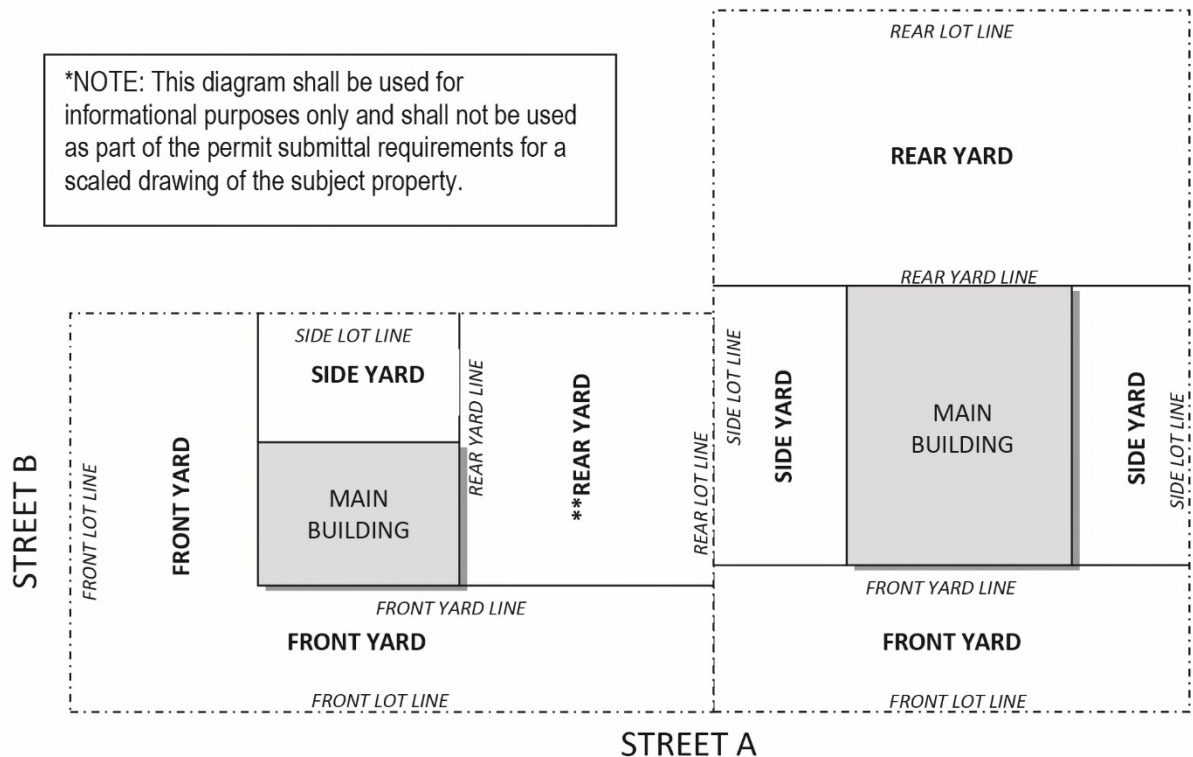 *NOTE: This diagram shall be used for
informational purposes only and shall not be used
as part of the permit submittal requirements for a
scaled drawing of the subject property.
REAR LOT LINE
REAR YARD
REAR YARD LINE
SIDE LOT LINE
SIDE YARD
MAIN
BUILDING
SIDE YARD
SIDE LOT LINE
FRONT YARD LINE
FRONT YARD
FRONT LOT LINE
STREET B
FRONT LOT LINE
FRONT YARD
SIDE LOT LINE
SIDE YARD
MAIN
BUILDING
REAR YARD LINE
**REAR YARD
REAR LOT LINE
FRONT YARD LINE
FRONT YARD
FRONT LOT LINE
STREET A